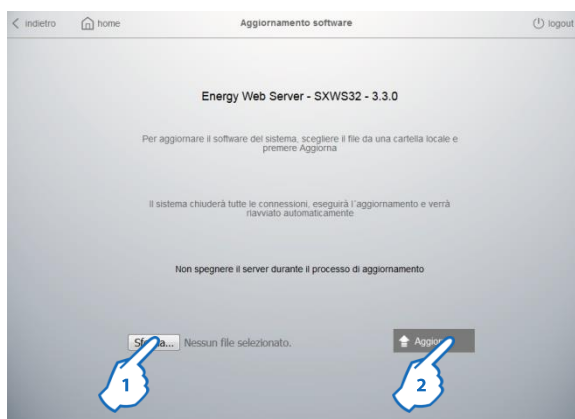 indietro home Aggiornamento software logout
Energy Web Server - SXWS32 - 3.3.0
Per aggiornare il software del sistema, scegliere il file da una cartella locale e
premere Aggiorna
Il sistema chiuderà tutte le connessioni, eseguirà l'aggiornamento e verrà
riavviato automaticamente
Non spegnere il server durante il processo di aggiornamento
Nessun file selezionato.
1 2